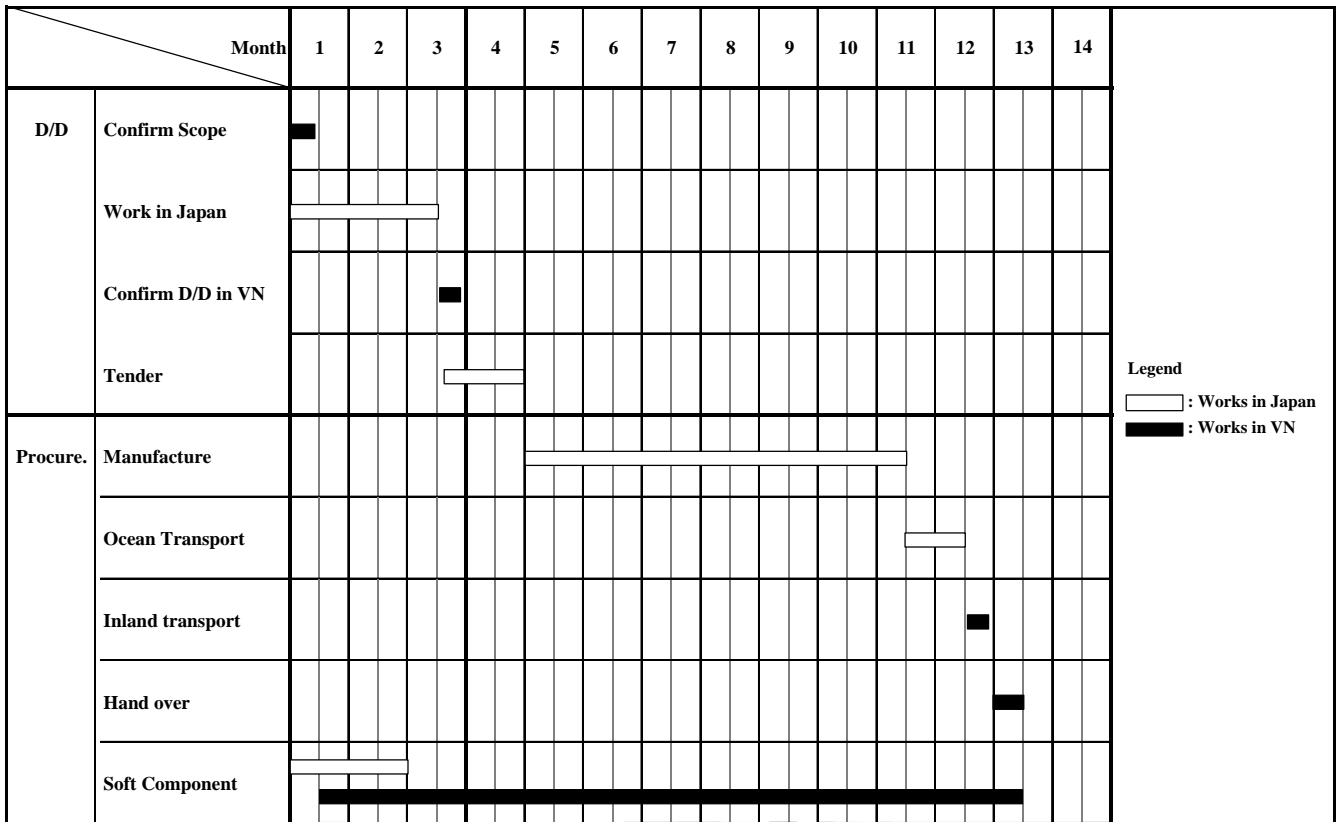 Month 1 2 3 4 5 6 7 8 9 10 11 12 13 14
D/D Confirm Scope
Work in Japan
Confirm D/D in VN
Tender
Procure. Manufacture
Ocean Transport
Inland transport
Hand over
Soft Component
Legend
: Works in Japan
: Works in VN